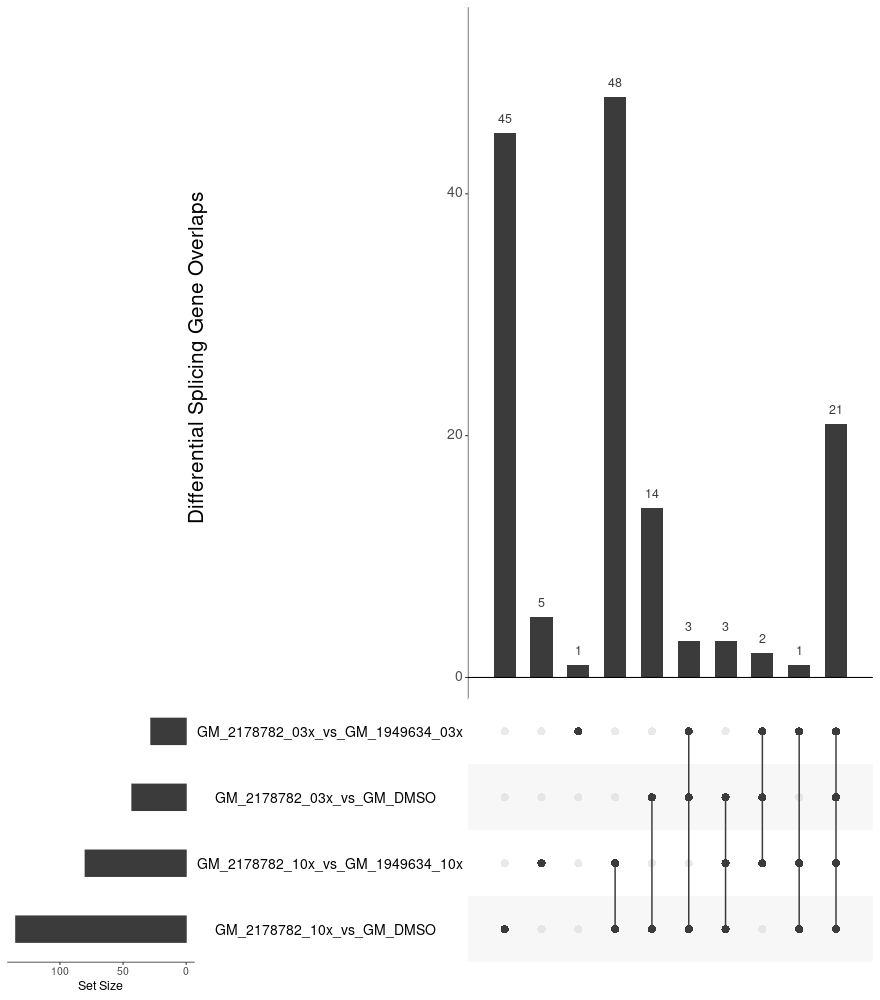 Differential Splicing Gene Overlaps
48
45
40
21
20
14
5
3
3
2
1
1
0
GM_2178782_03x_vs_GM_1949634_03x
GM_2178782_03x_vs_GM_DMSO
GM_2178782_10x_vs_GM_1949634_10x
GM_2178782_10x_vs_GM_DMSO
100 50 0
Set Size